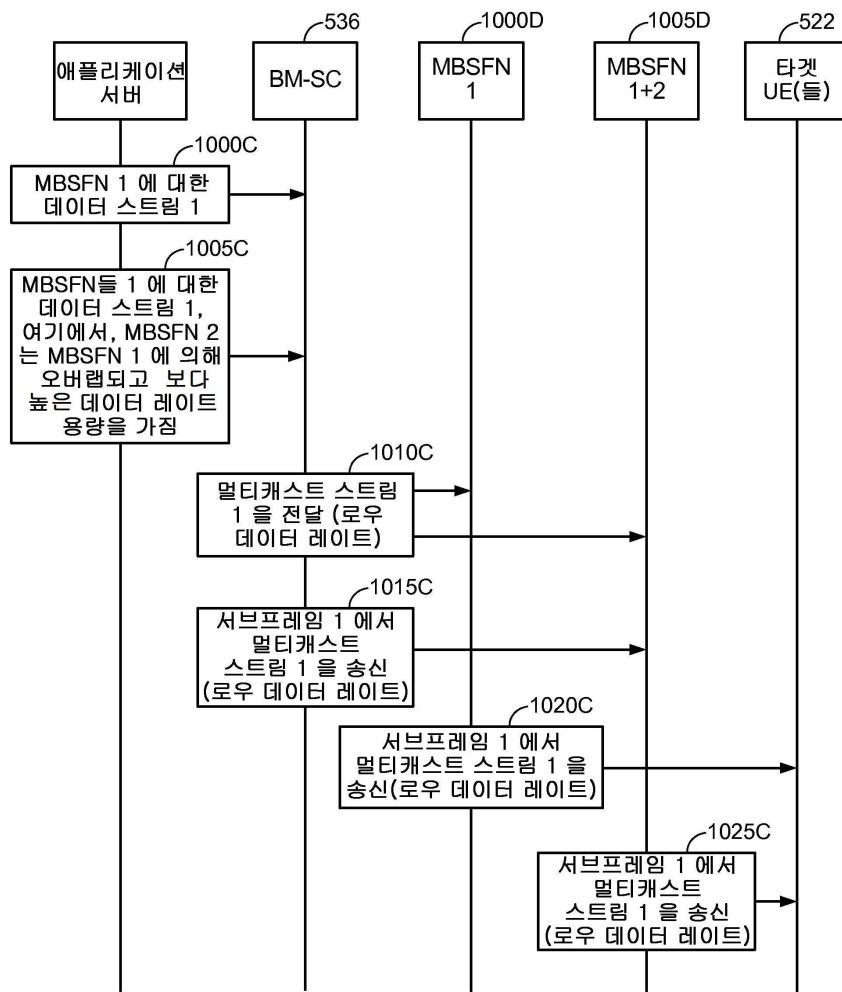 536
1000D
1005D
522
애플리케이션
서버
BM-SC
MBSFN
1
MBSFN
1+2
타겟
UE(들)
1000C
MBSFN 1 에 대한
데이터 스트림 1
1005C
MBSFN들 1 에 대한
데이터 스트림 1,
여기에서, MBSFN 2
는 MBSFN 1 에 의해
오버랩되고 보다
높은 데이터 레이트
용량을 가짐
1010C
멀티캐스트 스트림
1 을 전달 (로우
데이터 레이트)
1015C
서브프레임 1 에서
멀티캐스트
스트림 1 을 송신
(로우 데이터 레이트)
1020C
서브프레임 1 에서
멀티캐스트 스트림 1 을
송신(로우 데이터 레이트)
1025C
서브프레임 1 에서
멀티캐스트
스트림 1 을 송신
(로우 데이터 레이트)